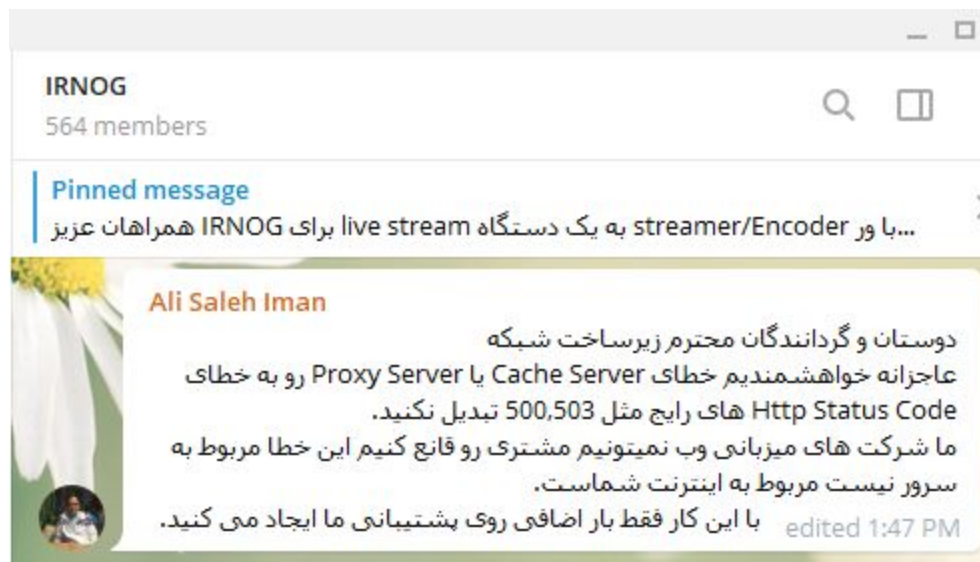 IRNOG
564 members
Pinned message
همراهان عزیز IRNOG برای live stream به یک دستگاه streamer/Encoder با ور...
Ali Saleh Iman
دوستان و گردانندگان محترم زیرساخت شبکه
عاجزانه خواهشمندیم خطای Cache Server یا Proxy Server رو به خطای
Http Status Code های رایج مثل 500,503 تبدیل نکنید.
ما شرکت های میزبانی وب نمیتونیم مشتری رو قانع کنیم این خطا مربوط به
سرور نیست مربوط به اینترنت شماست.
با این کار فقط بار اضافی روی پشتیبانی ما ایجاد می کنید.
edited 1:47 PM